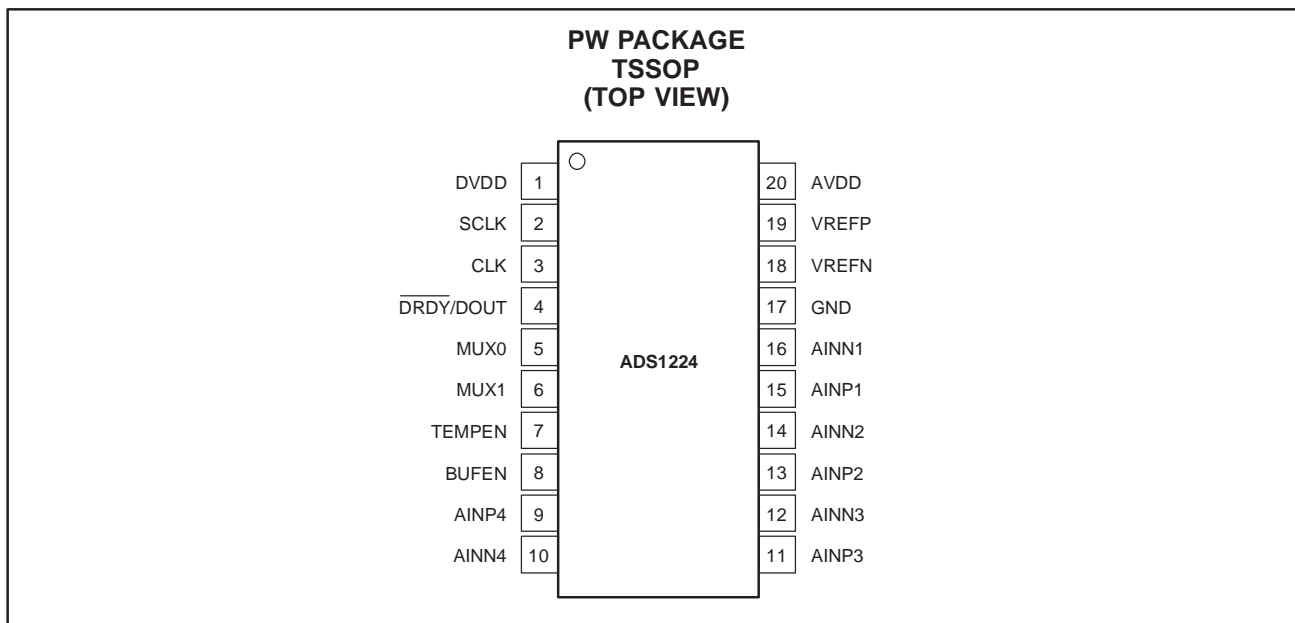 PW PACKAGE
TSSOP
(TOP VIEW)
DVDD 1 20 AVDD
SCLK 2 19 VREFP
CLK 3 18 VREFN
DRDY/DOUT 4 17 GND
MUX0 5 16 AINN1
ADS1224
MUX1 6 15 AINP1
TEMPEN 7 14 AINN2
BUFEN 8 13 AINP2
AINP4 9 12 AINN3
AINN4 10 11 AINP3